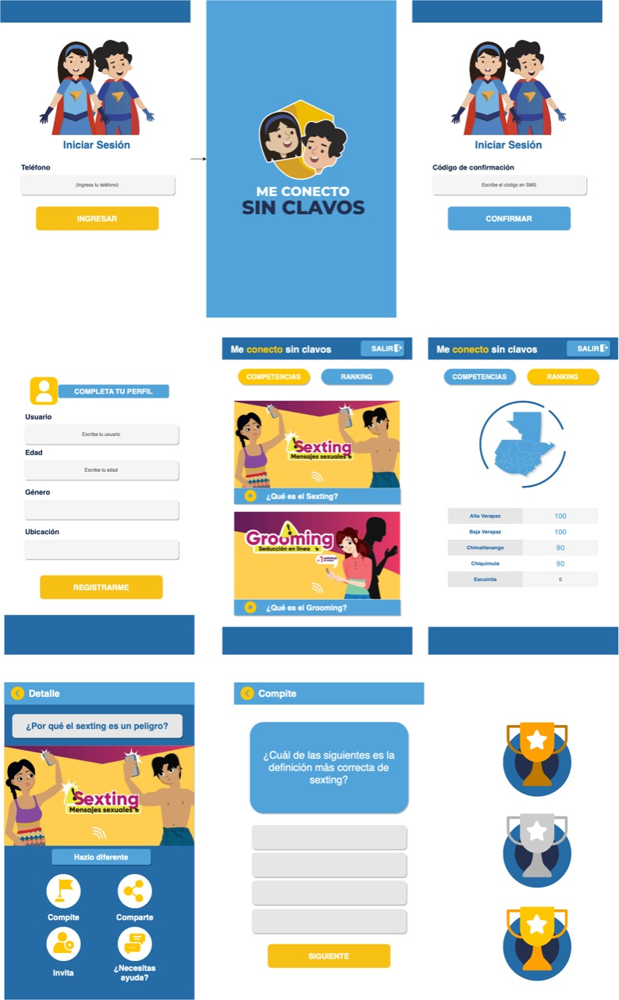 Iniciar Sesión
Teléfono
(Ingresa tu teléfono)
INGRESAR
ME CONECTO
SIN CLAVOS
Iniciar Sesión
Código de confirmación
Escribe el código en SMS
CONFIRMAR
COMPLETA TU PERFIL
Usuario
Escribe tu usuario
Edad
Escribe tu edad
Género
Ubicación
REGISTRARME
Me conecto sin clavos
SALIR
COMPETENCIAS
RANKING
Sexting
Mensajes sexuales
¿Qué es el Sexting?
Grooming
Seducción en línea
+1 solicitud
¿Qué es el Grooming?
Me conecto sin clavos
SALIR
COMPETENCIAS
RANKING
Alta Verapaz 100
Baja Verapaz 100
Chimaltenango 90
Chiquimula 90
Escuintla 0
Detalle
¿Por qué el sexting es un peligro?
Sexting
Mensajes sexuales
Hazlo diferente
Compite
Comparte
Invita
¿Necesitas
ayuda?
Compite
¿Cuál de las siguientes es la
definición más correcta de
sexting?
SIGUIENTE